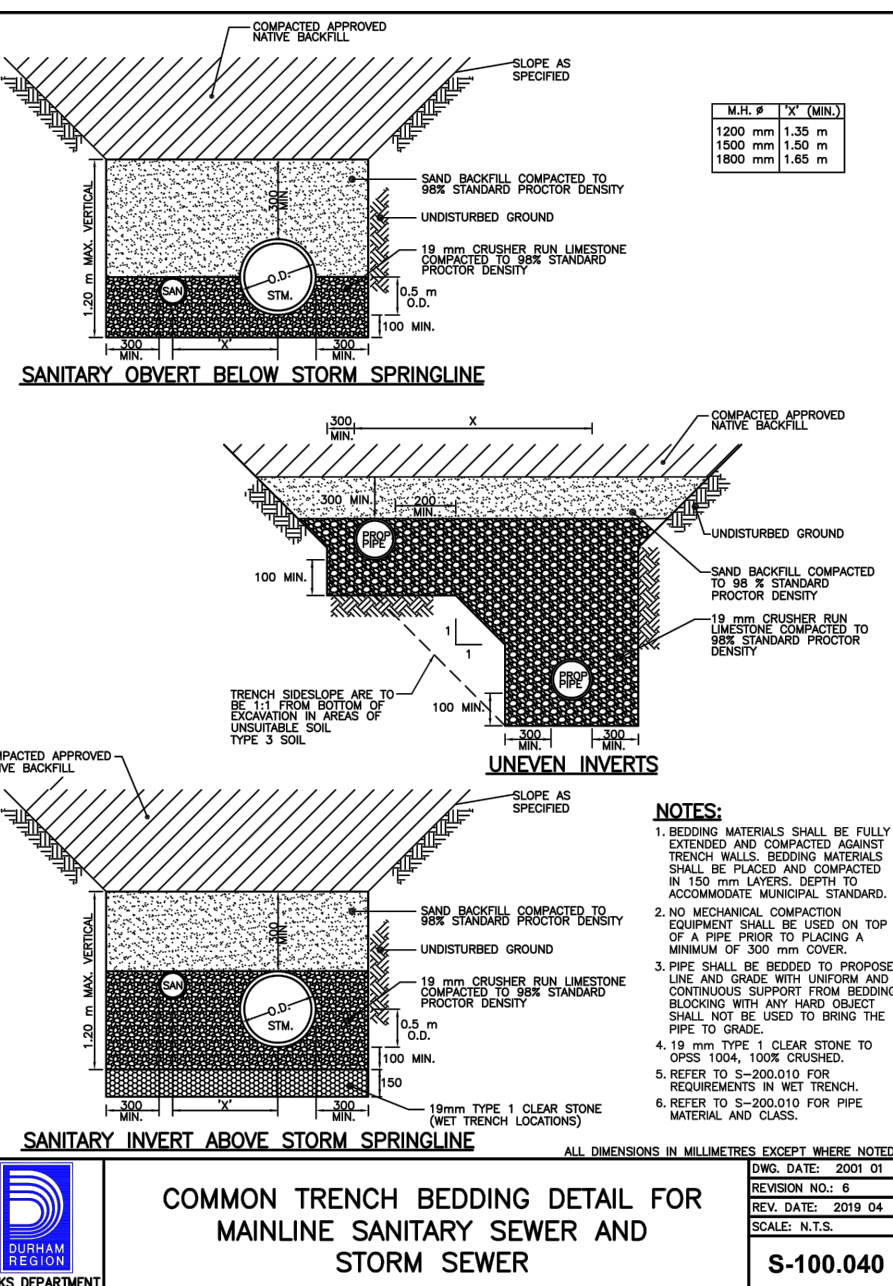 COMPACTED APPROVED
NATIVE BACKFILL
SLOPE AS
SPECIFIED
M.H. ø 'X' (MIN.)
1200 mm 1.35 m
1500 mm 1.50 m
1800 mm 1.65 m
1.20 m MAX. VERTICAL
300
MIN.
SAND BACKFILL COMPACTED TO
98% STANDARD PROCTOR DENSITY
UNDISTURBED GROUND
19 mm CRUSHER RUN LIMESTONE
COMPACTED TO 98% STANDARD
PROCTOR DENSITY
SAN
O.D.
STM.
0.5 m
O.D.
100 MIN.
300
MIN.
'X'
300
MIN.
SANITARY OBVERT BELOW STORM SPRINGLINE
300
MIN.
X
COMPACTED APPROVED
NATIVE BACKFILL
300 MIN.
200
MIN.
PROP
PIPE
UNDISTURBED GROUND
100 MIN.
SAND BACKFILL COMPACTED
TO 98 % STANDARD
PROCTOR DENSITY
19 mm CRUSHER RUN
LIMESTONE COMPACTED TO
98% STANDARD PROCTOR
DENSITY
1
1
PROP
PIPE
TRENCH SIDESLOPE ARE TO
BE 1:1 FROM BOTTOM OF
EXCAVATION IN AREAS OF
UNSUITABLE SOIL
TYPE 3 SOIL
100 MIN.
300
MIN.
300
MIN.
UNEVEN INVERTS
MPACTED APPROVED
IVE BACKFILL
SLOPE AS
SPECIFIED
1.20 m MAX. VERTICAL
300
MIN.
SAND BACKFILL COMPACTED TO
98% STANDARD PROCTOR DENSITY
UNDISTURBED GROUND
19 mm CRUSHER RUN LIMESTONE
COMPACTED TO 98% STANDARD
PROCTOR DENSITY
SAN
O.D.
STM.
0.5 m
O.D.
100 MIN.
150
300
MIN.
'X'
300
MIN.
19mm TYPE 1 CLEAR STONE
(WET TRENCH LOCATIONS)
SANITARY INVERT ABOVE STORM SPRINGLINE
NOTES:
1. BEDDING MATERIALS SHALL BE FULLY
EXTENDED AND COMPACTED AGAINST
TRENCH WALLS. BEDDING MATERIALS
SHALL BE PLACED AND COMPACTED
IN 150 mm LAYERS. DEPTH TO
ACCOMMODATE MUNICIPAL STANDARD.
2. NO MECHANICAL COMPACTION
EQUIPMENT SHALL BE USED ON TOP
OF A PIPE PRIOR TO PLACING A
MINIMUM OF 300 mm COVER.
3. PIPE SHALL BE BEDDED TO PROPOSE
LINE AND GRADE WITH UNIFORM AND
CONTINUOUS SUPPORT FROM BEDDING
BLOCKING WITH ANY HARD OBJECT
SHALL NOT BE USED TO BRING THE
PIPE TO GRADE.
4. 19 mm TYPE 1 CLEAR STONE TO
OPSS 1004, 100% CRUSHED.
5. REFER TO S-200.010 FOR
REQUIREMENTS IN WET TRENCH.
6. REFER TO S-200.010 FOR PIPE
MATERIAL AND CLASS.
ALL DIMENSIONS IN MILLIMETRES EXCEPT WHERE NOTED
DURHAM
REGION
KS DEPARTMENT
COMMON TRENCH BEDDING DETAIL FOR
MAINLINE SANITARY SEWER AND
STORM SEWER
DWG. DATE: 2001 01
REVISION NO.: 6
REV. DATE: 2019 04
SCALE: N.T.S.
S-100.040